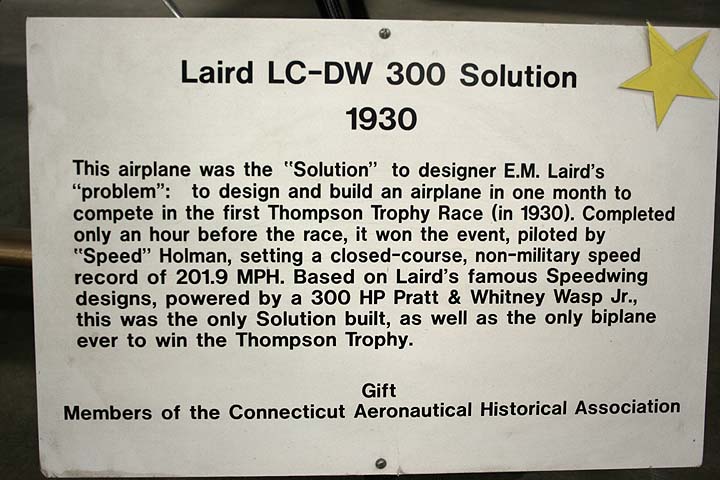 Laird LC-DW 300 Solution
1930
This airplane was the "Solution" to designer E.M. Laird's
"problem": to design and build an airplane in one month to
compete in the first Thompson Trophy Race (in 1930). Completed
only an hour before the race, it won the event, piloted by
"Speed" Holman, setting a closed-course, non-military speed
record of 201.9 MPH. Based on Laird's famous Speedwing
designs, powered by a 300 HP Pratt & Whitney Wasp Jr.,
this was the only Solution built, as well as the only biplane
ever to win the Thompson Trophy.
Gift
Members of the Connecticut Aeronautical Historical Association